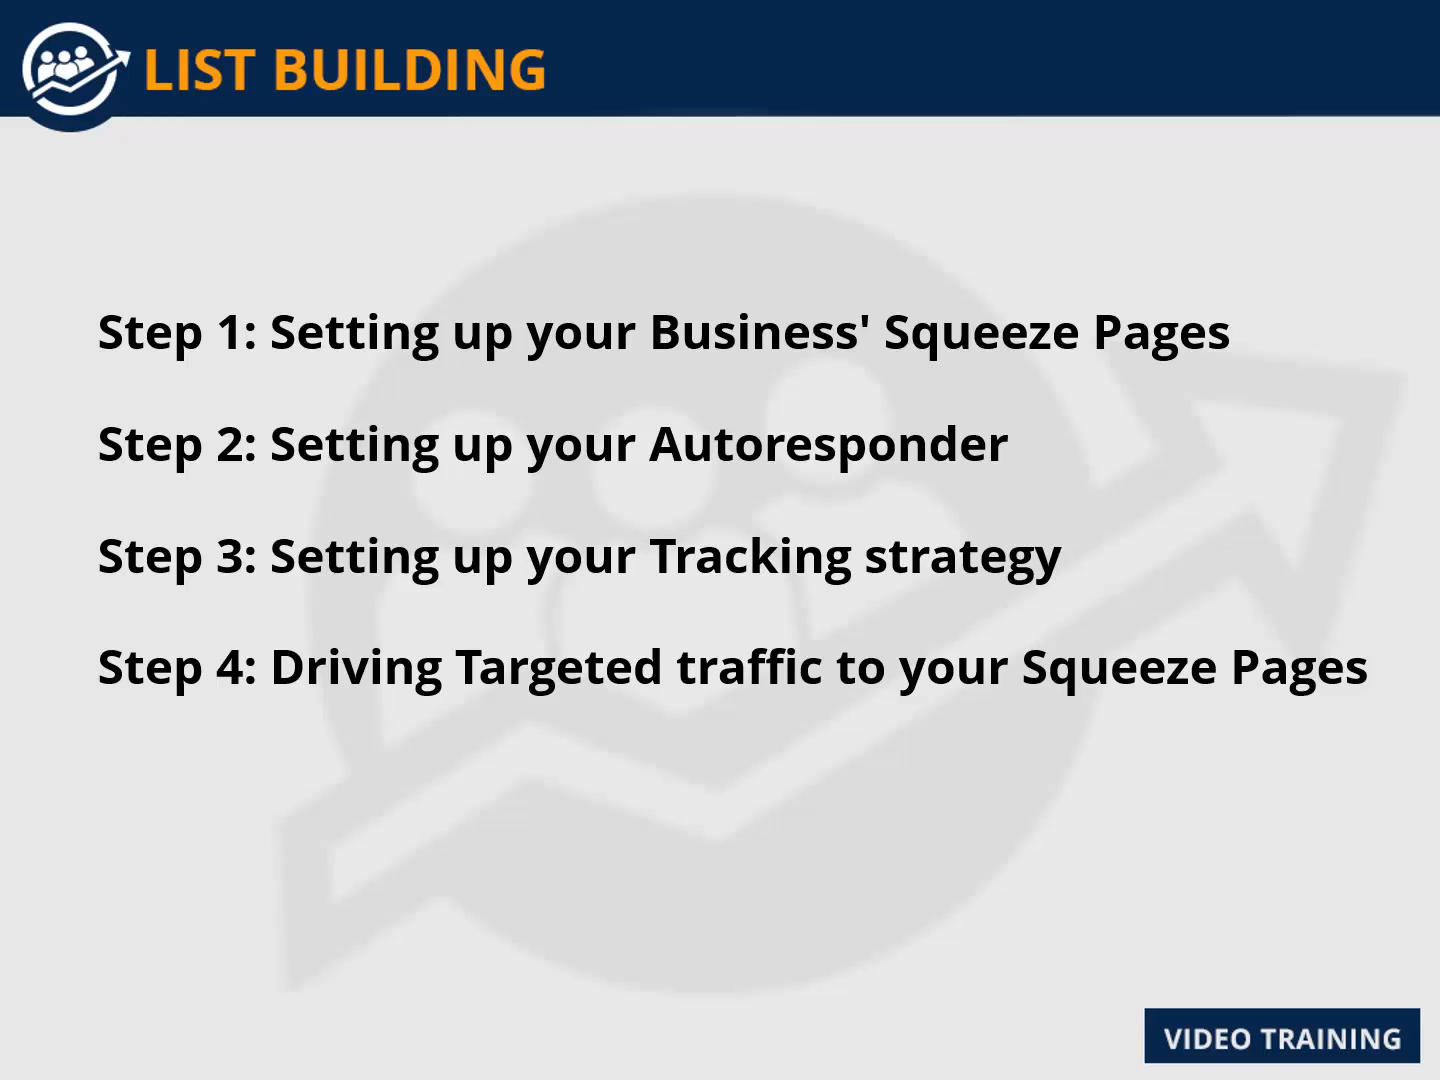 LIST BUILDING
Step 1: Setting up your Business' Squeeze Pages
Step 2: Setting up your Autoresponder
Step 3: Setting up your Tracking strategy
Step 4: Driving Targeted traffic to your Squeeze Pages
VIDEO TRAINING